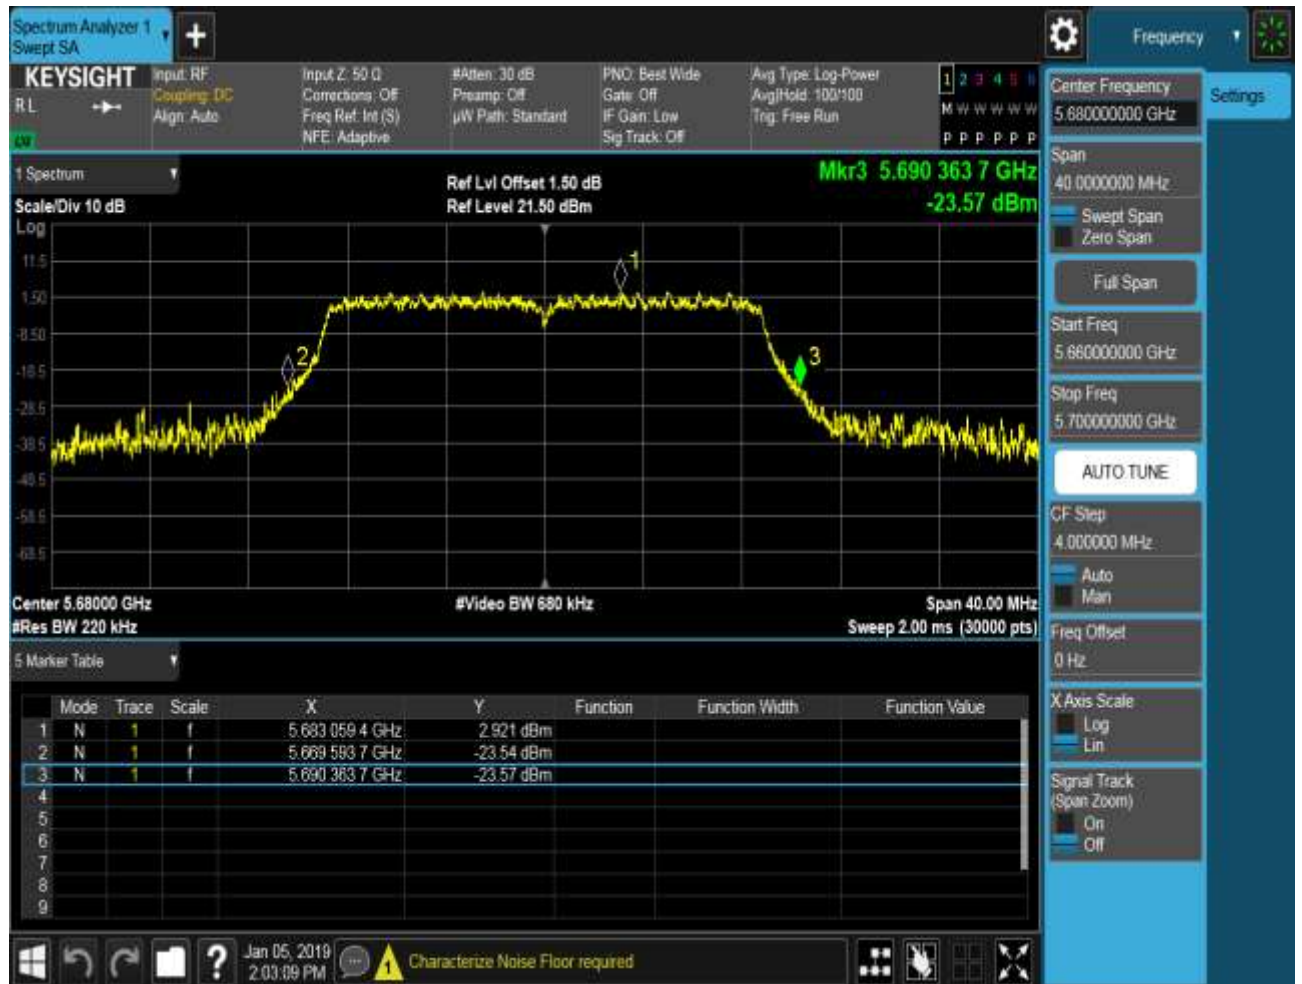 Spectrum Analyzer 1
Swept SA
+
Frequency
KEYSIGHT
RL
Input: RF
Coupling: DC
Align: Auto
Input Z: 50 Ω
Corrections: Off
Freq Ref: Int (S)
NFE: Adaptive
#Atten: 30 dB
Preamp: Off
µW Path: Standard
PNO: Best Wide
Gate: Off
IF Gain: Low
Sig Track: Off
Avg Type: Log-Power
Avg|Hold: 100/100
Trig: Free Run
1 2 3 4 5 6
M W W W W W
P P P P P P
1 Spectrum
Scale/Div 10 dB
Ref Lvl Offset 1.50 dB
Ref Level 21.50 dBm
Mkr3 5.690 363 7 GHz
-23.57 dBm
Log
11.5
1.50
-8.50
-18.5
-28.5
-38.5
-48.5
-58.5
-68.5
1
2
3
Center 5.68000 GHz
#Res BW 220 kHz
#Video BW 680 kHz
Span 40.00 MHz
Sweep 2.00 ms (30000 pts)
5 Marker Table
Mode Trace Scale X Y Function Function Width Function Value
1 N 1 f 5.683 059 4 GHz 2.921 dBm
2 N 1 f 5.669 593 7 GHz -23.54 dBm
3 N 1 f 5.690 363 7 GHz -23.57 dBm
4
5
6
7
8
9
Center Frequency
5.680000000 GHz
Settings
Span
40.0000000 MHz
Swept Span
Zero Span
Full Span
Start Freq
5.660000000 GHz
Stop Freq
5.700000000 GHz
AUTO TUNE
CF Step
4.000000 MHz
Auto
Man
Freq Offset
0 Hz
X Axis Scale
Log
Lin
Signal Track
(Span Zoom)
On
Off
?
Jan 05, 2019
2:03:09 PM
1
Characterize Noise Floor required